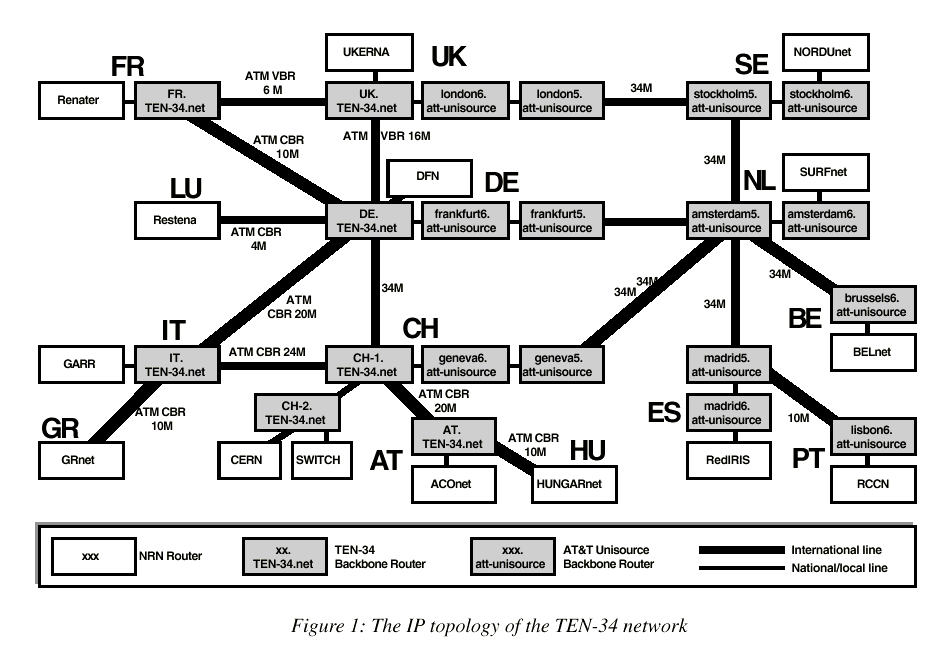 UKERNA
UK
NORDUnet
SE
FR
Renater
FR.
TEN-34.net
ATM VBR
6 M
UK.
TEN-34.net
london6.
att-unisource
london5.
att-unisource
34M
stockholm5.
att-unisource
stockholm6.
att-unisource
ATM CBR
10M
ATM VBR 16M
34M
DFN
DE
NL
SURFnet
LU
Restena
ATM CBR
4M
DE.
TEN-34.net
frankfurt6.
att-unisource
frankfurt5.
att-unisource
amsterdam5.
att-unisource
amsterdam6.
att-unisource
ATM
CBR 20M
34M
34M
34M
34M
34M
brussels6.
att-unisource
BE
BELnet
IT
CH
GARR
IT.
TEN-34.net
ATM CBR 24M
CH-1.
TEN-34.net
geneva6.
att-unisource
geneva5.
att-unisource
madrid5.
att-unisource
ATM CBR
10M
CH-2.
TEN-34.net
ATM CBR
20M
ES
madrid6.
att-unisource
10M
GR
GRnet
CERN
SWITCH
AT
AT.
TEN-34.net
ATM CBR
10M
HU
ACOnet
HUNGARnet
RedIRIS
PT
lisbon6.
att-unisource
RCCN
xxx
NRN Router
xx.
TEN-34.net
TEN-34
Backbone Router
xxx.
att-unisource
AT&T Unisource
Backbone Router
International line
National/local line
Figure 1: The IP topology of the TEN-34 network